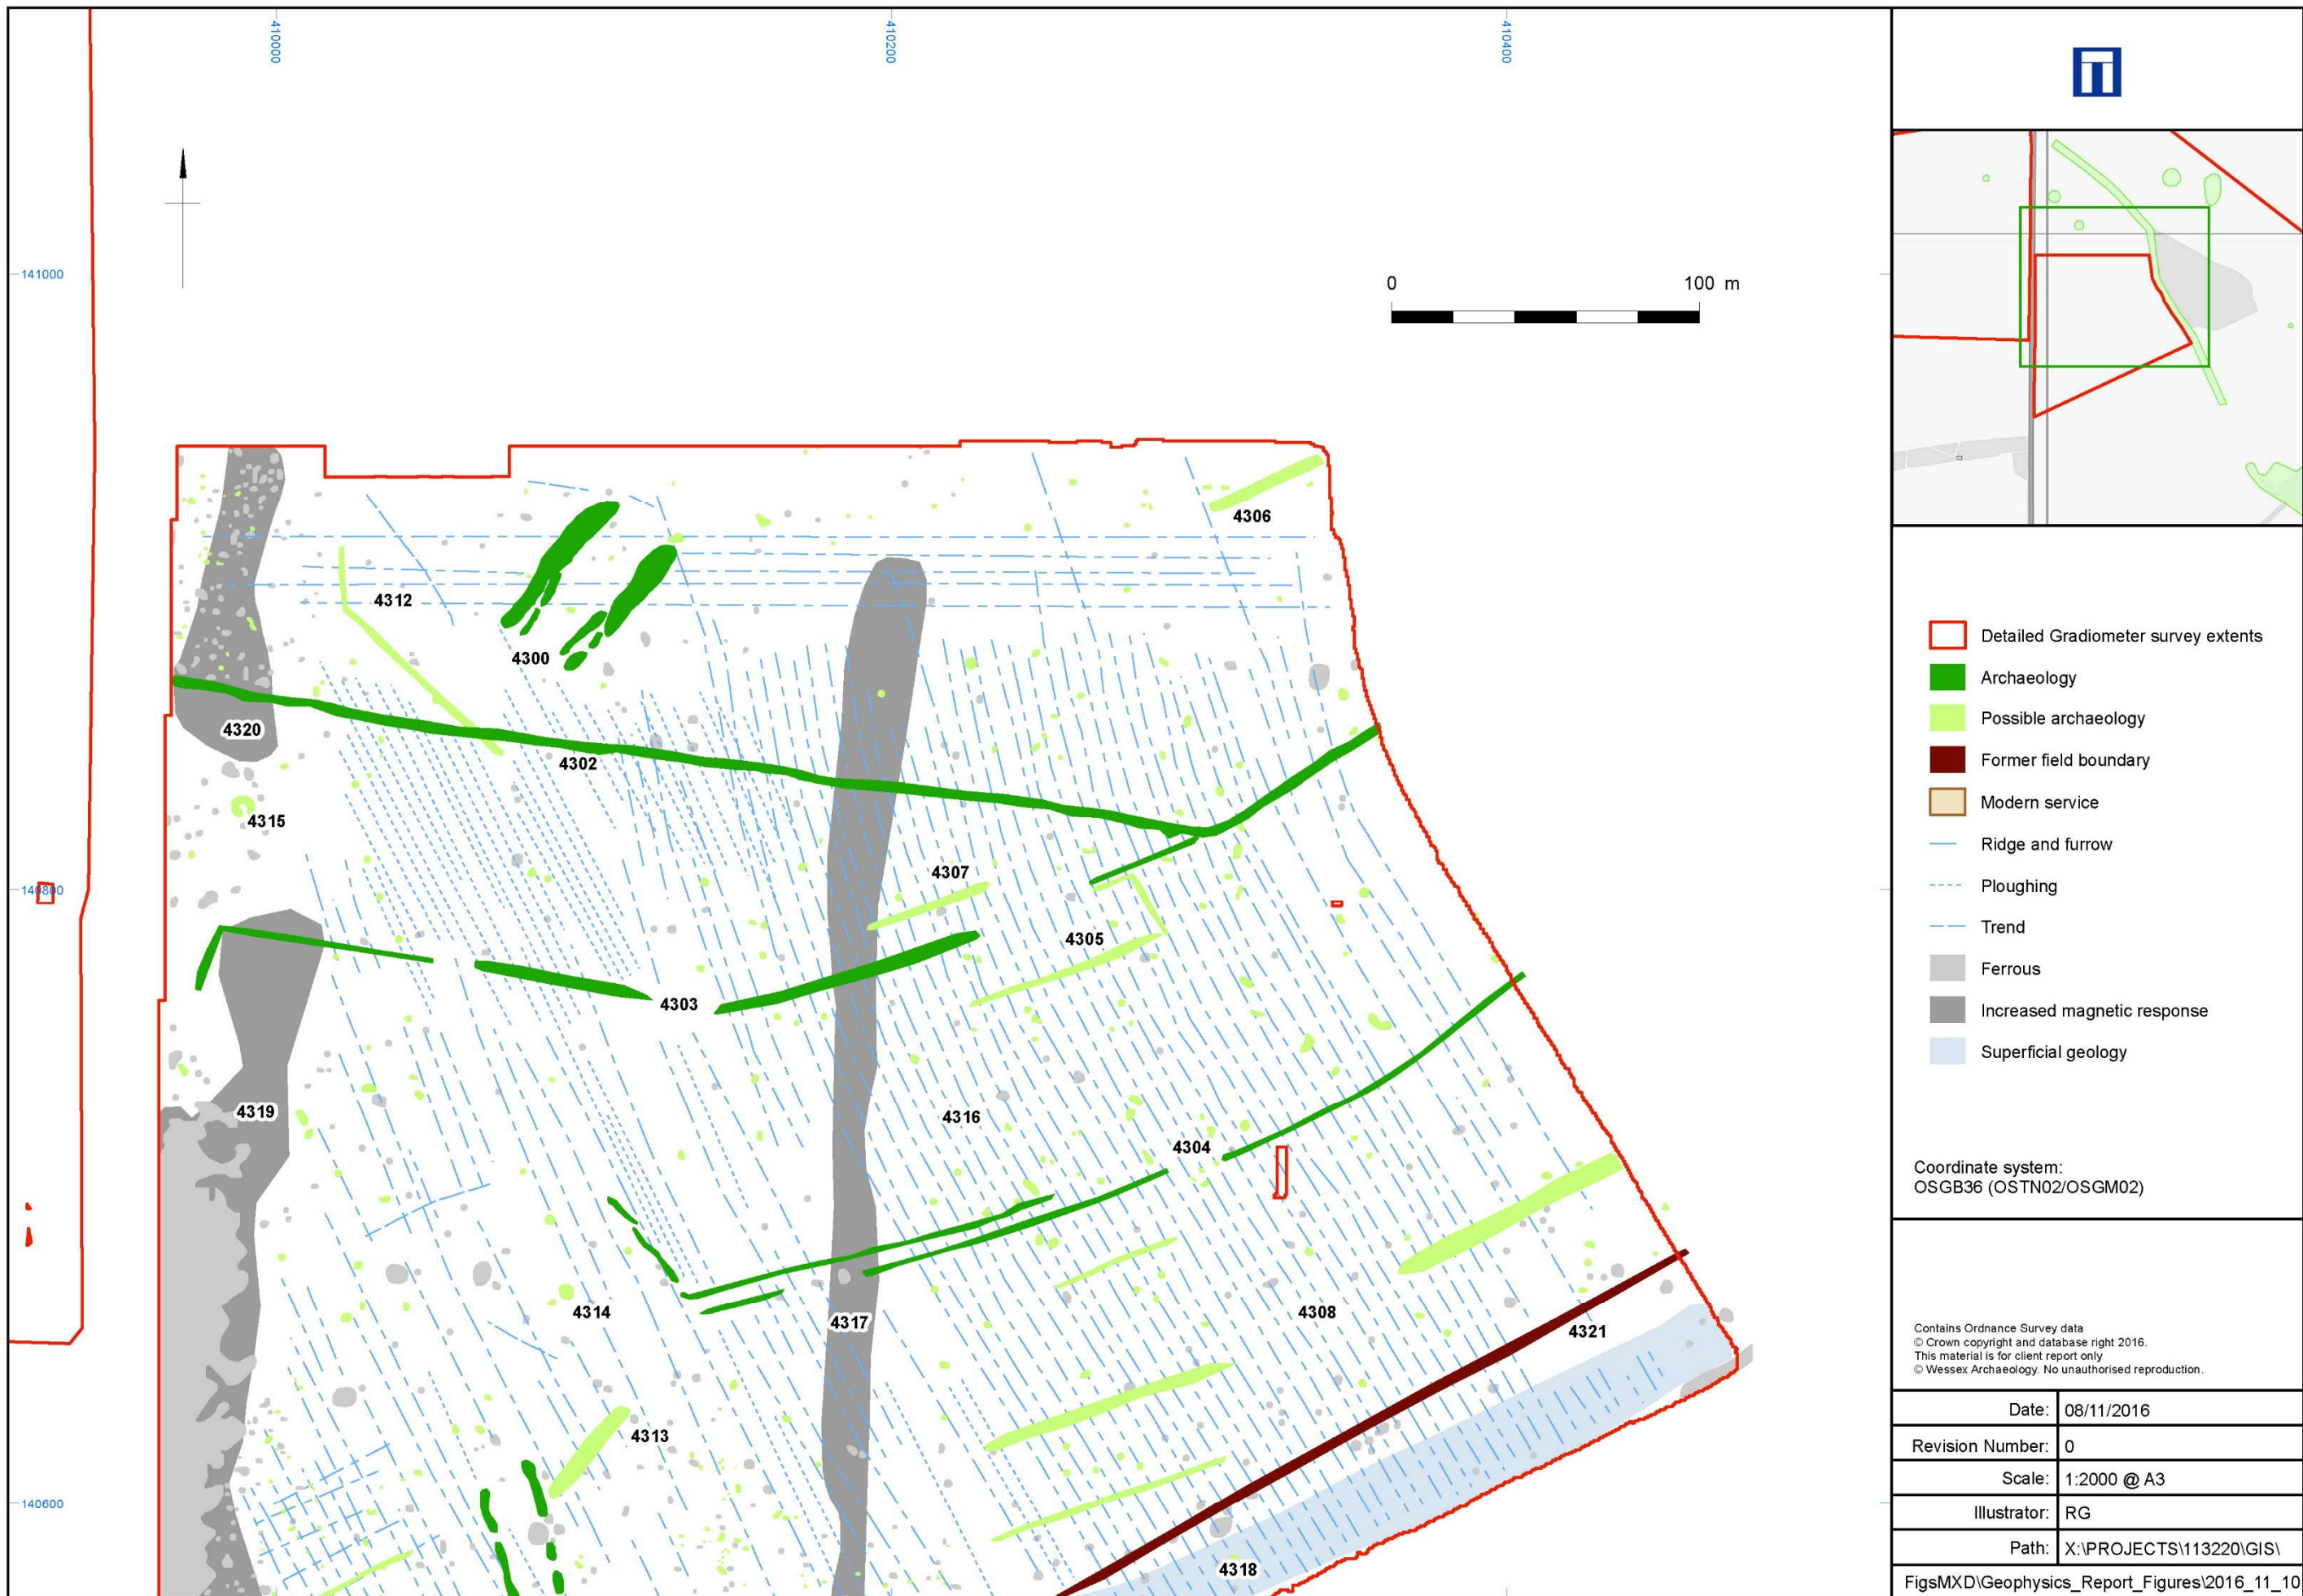 410000
410200
410400
141000
0 100 m
4306
4312
4300
4320
4302
4315
140800
4307
4305
4303
4319
4316
4304
4314
4317
4308
4321
4313
140600
4318
Detailed Gradiometer survey extents
Archaeology
Possible archaeology
Former field boundary
Modern service
Ridge and furrow
Ploughing
Trend
Ferrous
Increased magnetic response
Superficial geology
Coordinate system:
OSGB36 (OSTN02/OSGM02)
Contains Ordnance Survey data
© Crown copyright and database right 2016.
This material is for client report only
© Wessex Archaeology. No unauthorised reproduction.
Date: 08/11/2016
Revision Number: 0
Scale: 1:2000 @ A3
Illustrator: RG
Path: X:\PROJECTS\113220\GIS\
FigsMXD\Geophysics_Report_Figures\2016_11_10